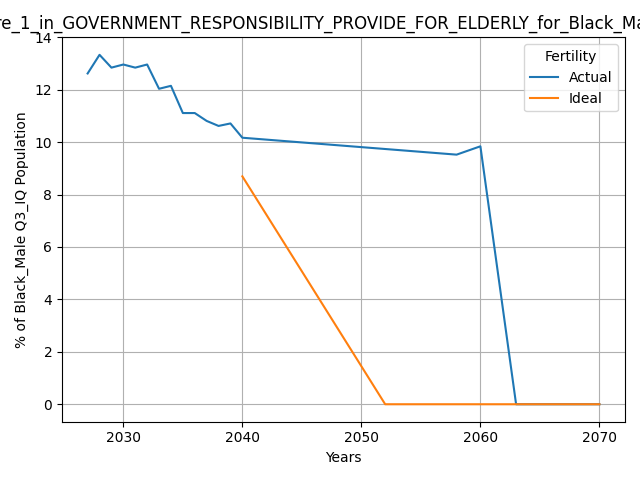 re_1_in_GOVERNMENT_RESPONSIBILITY_PROVIDE_FOR_ELDERLY_for_Black_Ma
14
12
10
8
6
4
2
0
% of Black_Male Q3_IQ Population
Fertility
Actual
Ideal
2030 2040 2050 2060 2070
Years